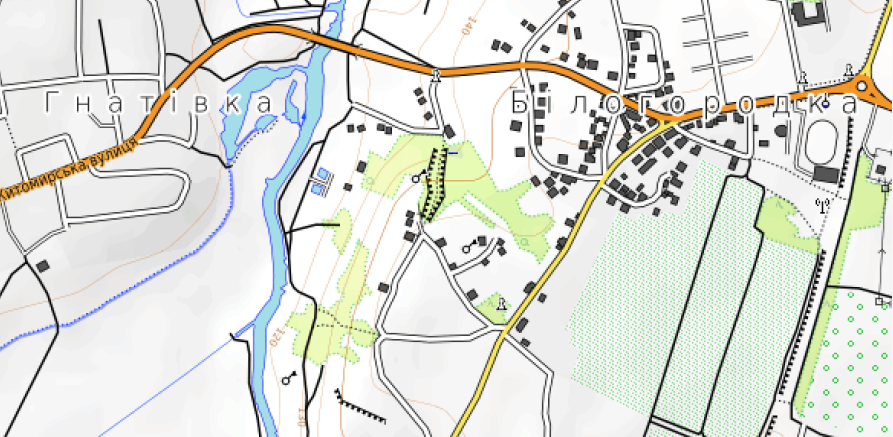 140
Гнатівка
Білогородка
Житомирська вулиця
120
130